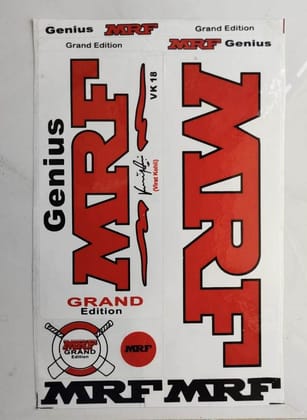 Genius MRF
Grand Edition
Grand Edition
MRF Genius
Genius
MRF
VK 18
(Virat Kohli)
MRF
GRAND
Edition
MRF
GRAND
Edition
MRF
MRF MRF